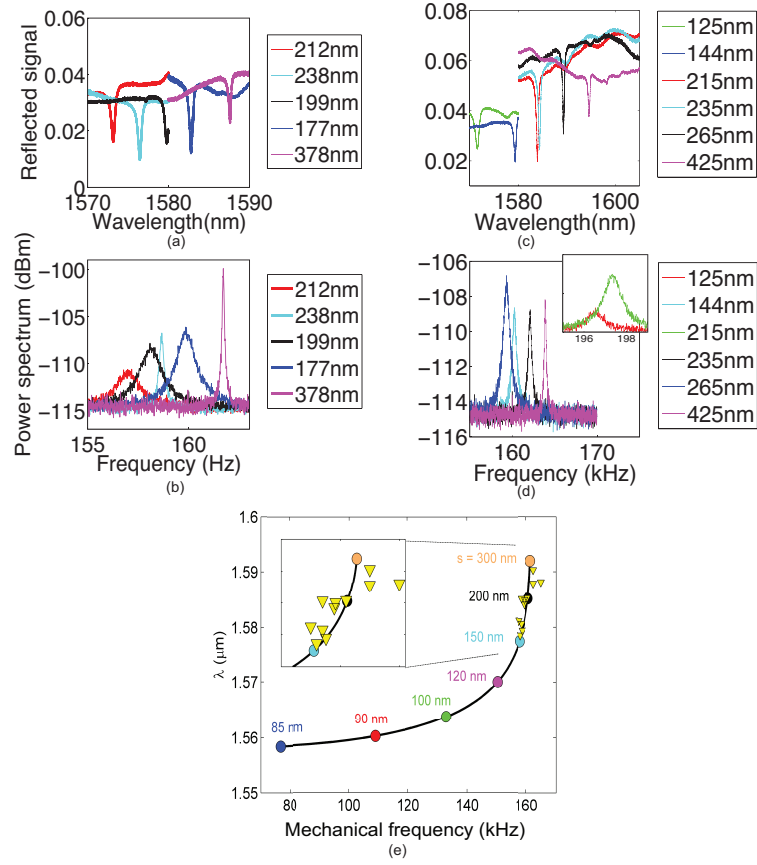 Reflected signal
0.06
0.04
0.02
0
1570
1580
1590
Wavelength(nm)
(a)
212nm
238nm
199nm
177nm
378nm
0.08
0.06
0.04
0.02
1580
1600
Wavelength(nm)
(c)
125nm
144nm
215nm
235nm
265nm
425nm
Power spectrum (dBm)
-100
-105
-110
-115
155
160
Frequency (Hz)
(b)
212nm
238nm
199nm
177nm
378nm
-106
-108
-110
-112
-114
-116
160
170
196
198
Frequency (kHz)
(d)
125nm
144nm
215nm
235nm
265nm
425nm
λ (μm)
1.6
1.59
1.58
1.57
1.56
1.55
s = 300 nm
200 nm
150 nm
120 nm
100 nm
90 nm
85 nm
80
100
120
140
160
Mechanical frequency (kHz)
(e)